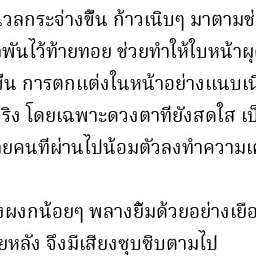 วลกระจ่างขึ้น ก้าวเนิบๆ มาตามช่
พันไว้ท้ายทอย ช่วยทำให้ใบหน้าผุ
ขึ้น การตกแต่งในหน้าอย่างแนบเนี
ริง โดยเฉพาะดวงตาที่ยังสดใส เป็
ยคนที่ผ่านไปน้อมตัวลงทำความเค
งผงกน้อยๆ พลางยิ้มด้วยอย่างเยือ
ยหลัง จึงมีเสียงซุบซิบตามไป